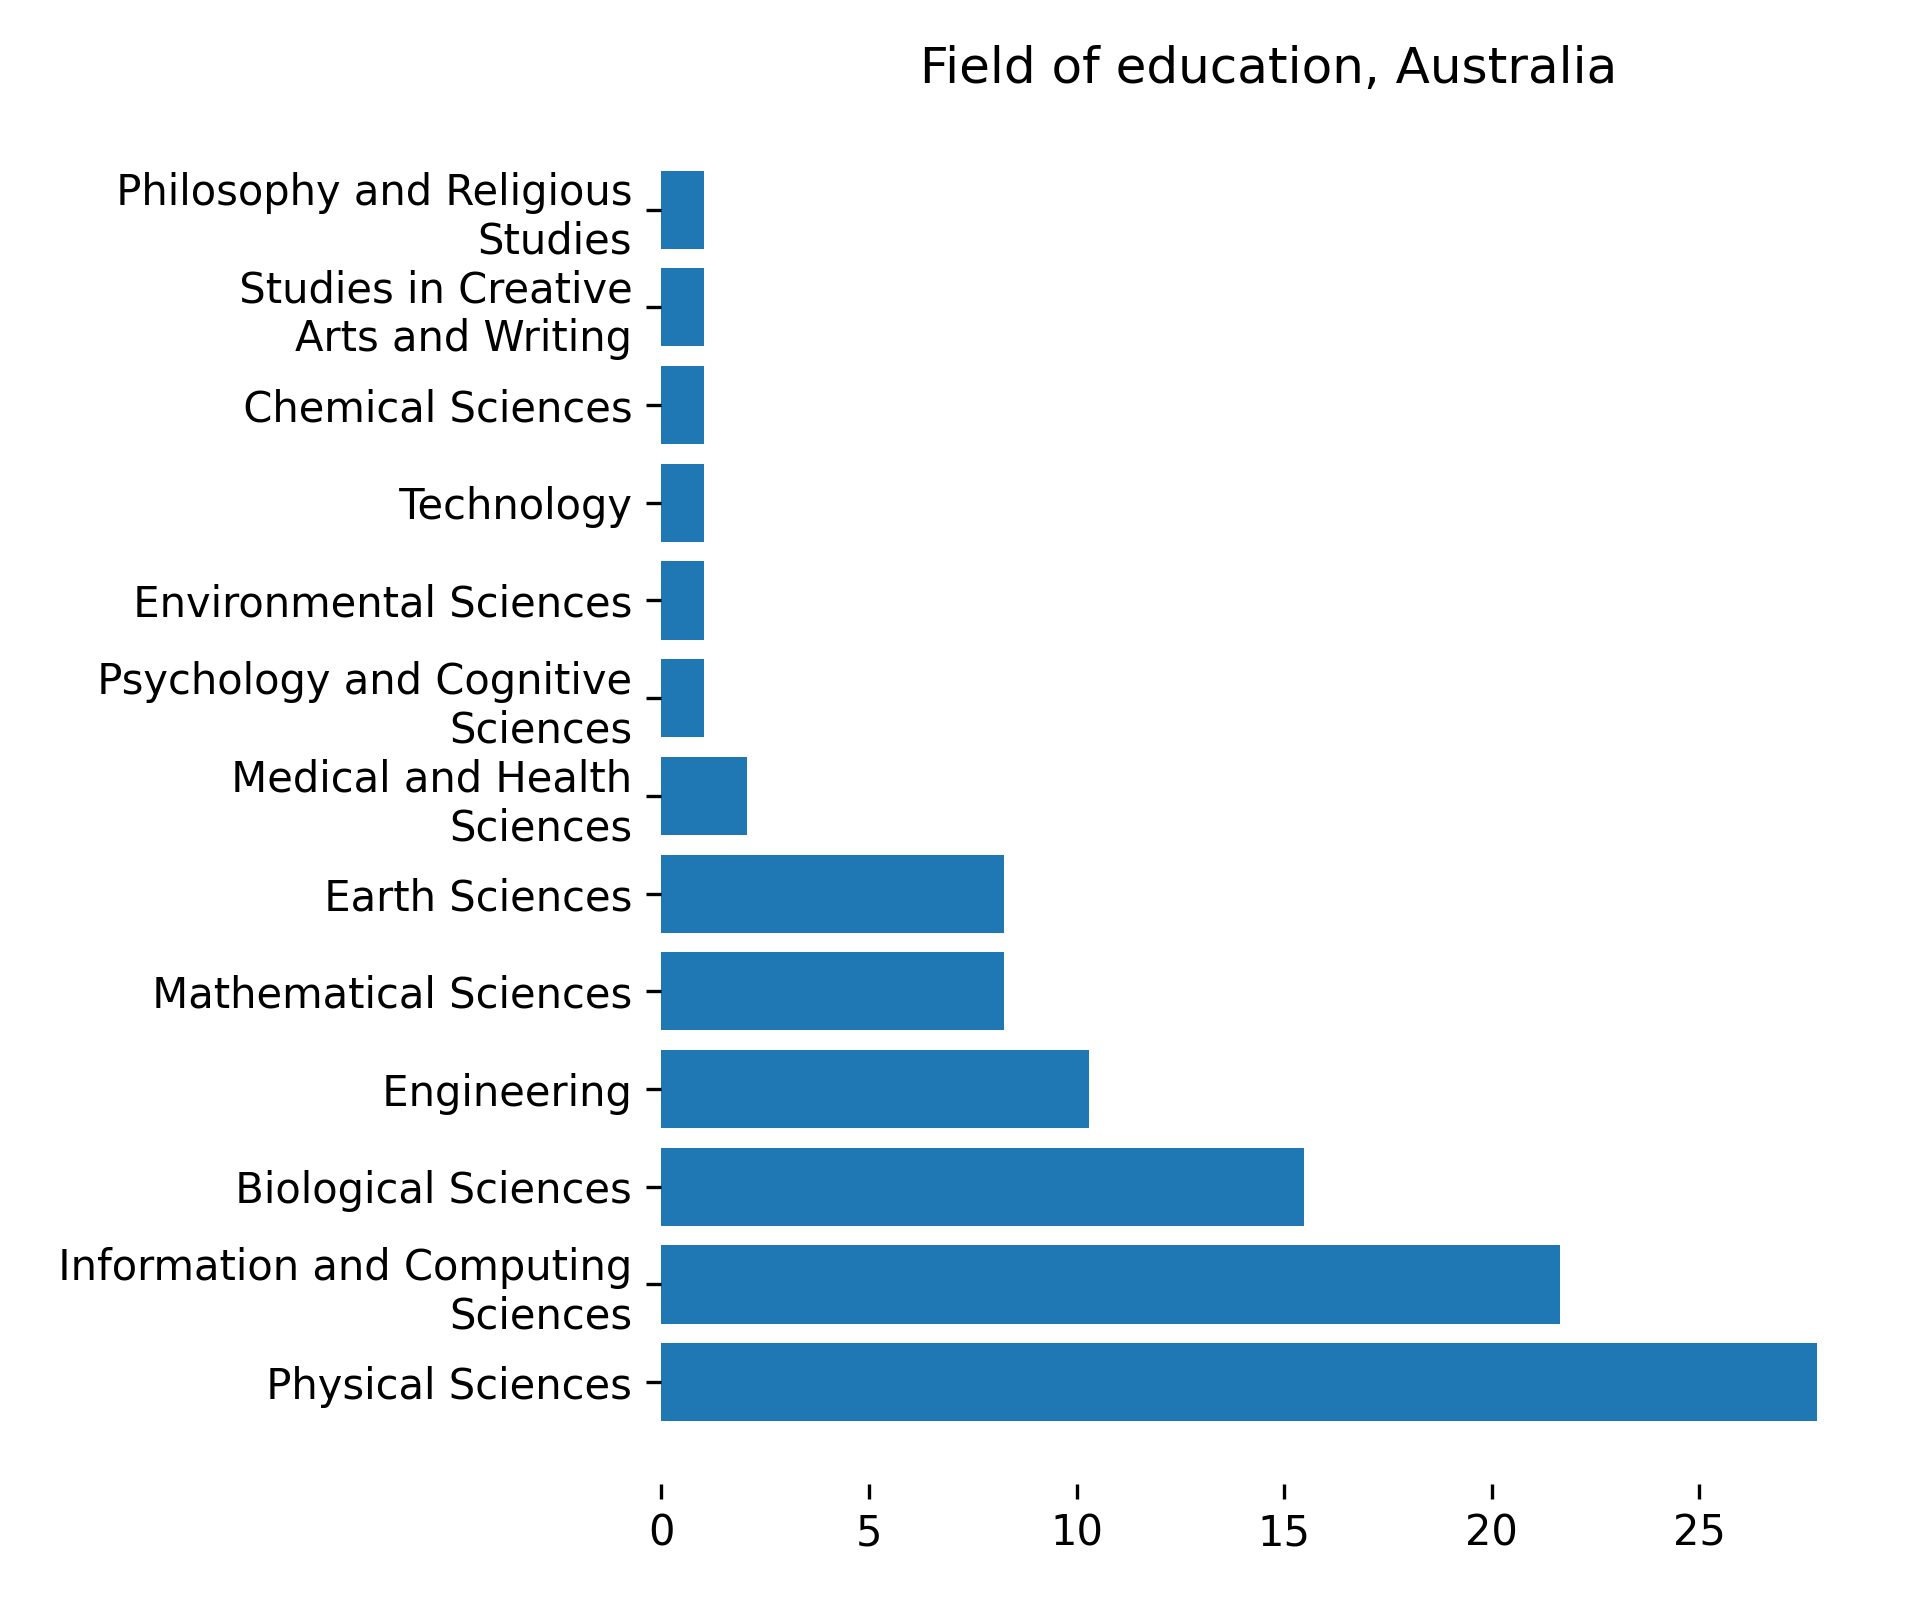 Field of education, Australia
Philosophy and Religious
Studies
Studies in Creative
Arts and Writing
Chemical Sciences
Technology
Environmental Sciences
Psychology and Cognitive
Sciences
Medical and Health
Sciences
Earth Sciences
Mathematical Sciences
Engineering
Biological Sciences
Information and Computing
Sciences
Physical Sciences
0 5 10 15 20 25